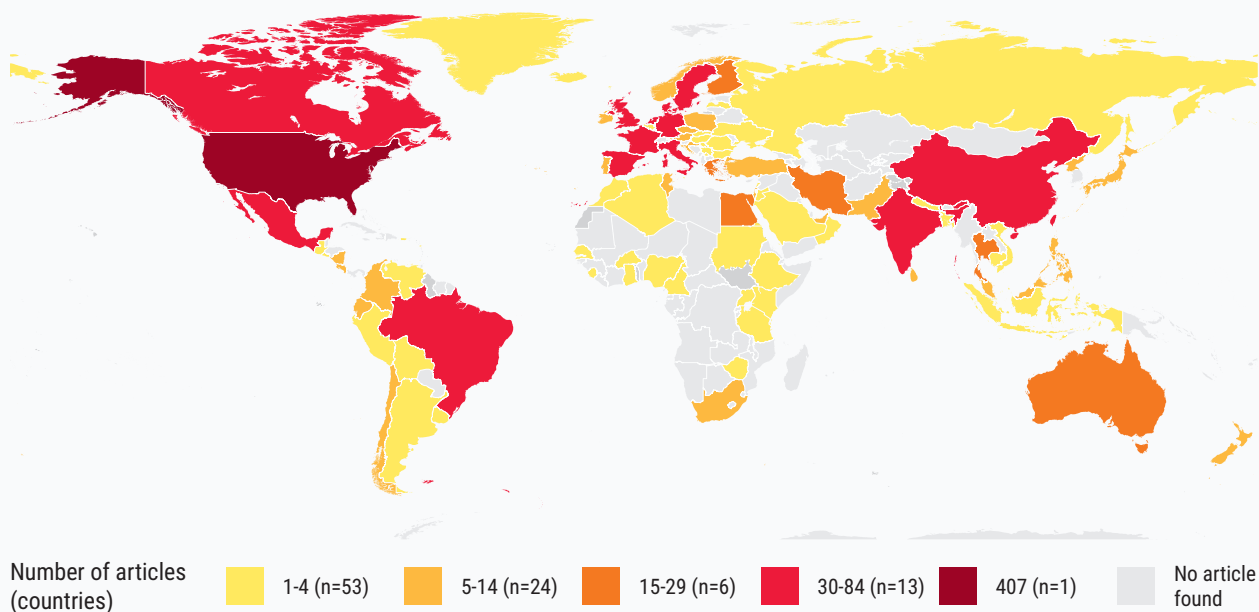 Number of articles
(countries)
1-4 (n=53)
5-14 (n=24)
15-29 (n=6)
30-84 (n=13)
407 (n=1)
No article
found